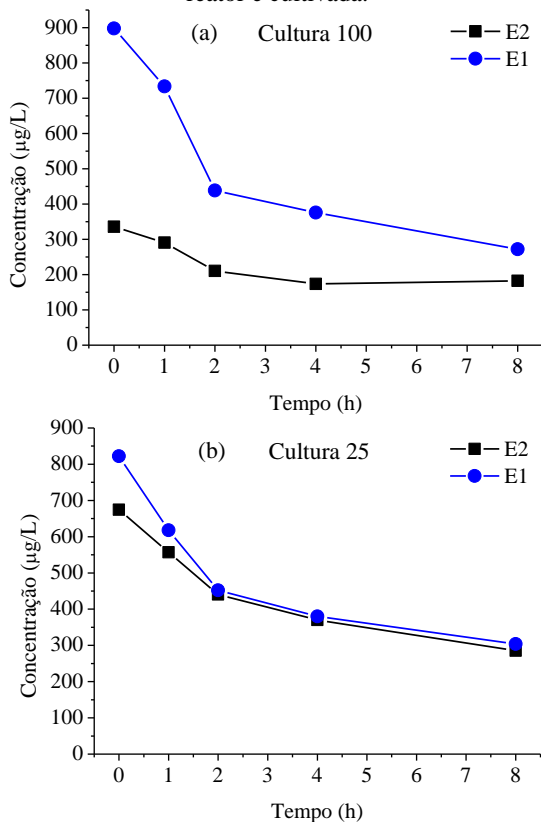 reator e cultivada.
(a) Cultura 100
E2
E1
900
800
700
600
500
400
300
200
100
0
Concentração (µg/L)
0 1 2 3 4 5 6 7 8
Tempo (h)
(b) Cultura 25
E2
E1
900
800
700
600
500
400
300
200
100
0
Concentração (µg/L)
0 1 2 3 4 5 6 7 8
Tempo (h)